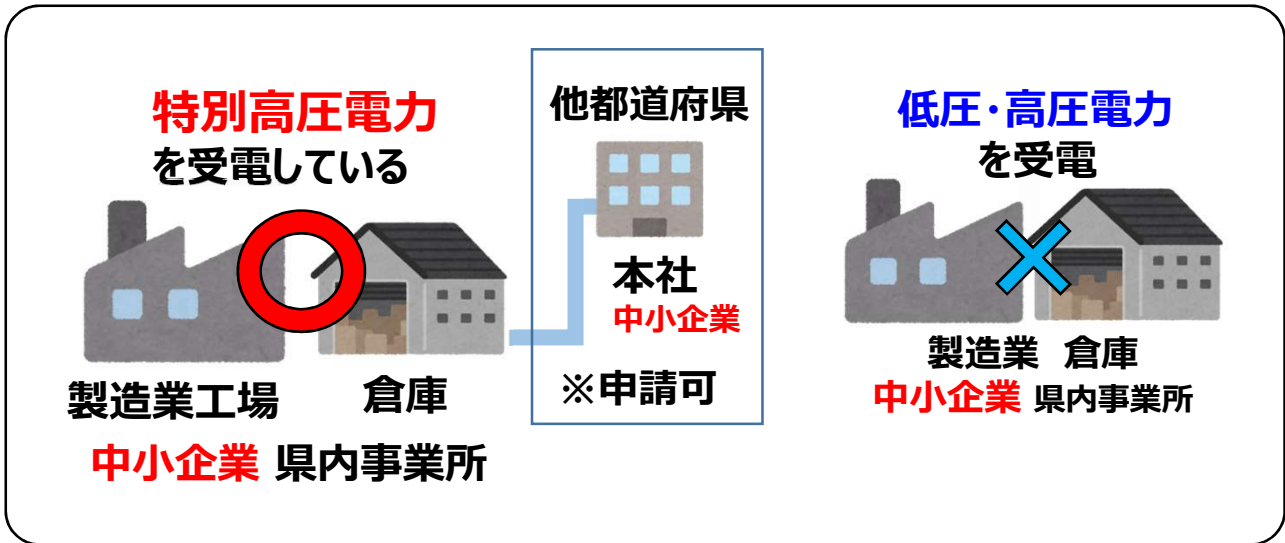 特別高圧電力
を受電している
製造業工場 倉庫
中小企業 県内事業所
他都道府県
本社
中小企業
※申請可
低圧・高圧電力
を受電
製造業 倉庫
中小企業 県内事業所